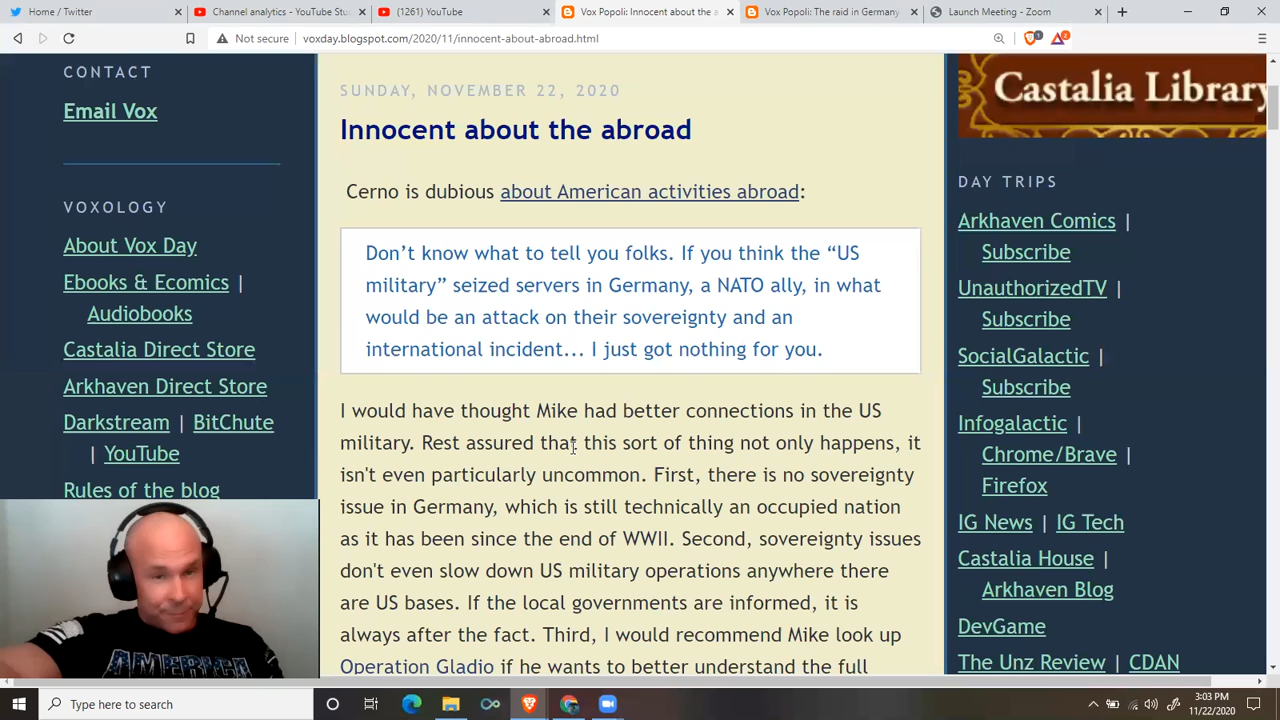 Home / Twitter
Channel analytics - YouTube Stu
(1261) YouTube
Vox Popoli: Innocent about the a
Vox Popoli: The raid in Germany
Launch Meeting - Zoom
Not secure
voxday.blogspot.com/2020/11/innocent-about-abroad.html
1
2
CONTACT
Email Vox
VOXOLOGY
About Vox Day
Ebooks & Ecomics |
Audiobooks
Castalia Direct Store
Arkhaven Direct Store
Darkstream | BitChute
| YouTube
Rules of the blog
SUNDAY, NOVEMBER 22, 2020
Innocent about the abroad
Cerno is dubious about American activities abroad:
Don’t know what to tell you folks. If you think the “US
military” seized servers in Germany, a NATO ally, in what
would be an attack on their sovereignty and an
international incident... I just got nothing for you.
I would have thought Mike had better connections in the US
military. Rest assured that this sort of thing not only happens, it
isn't even particularly uncommon. First, there is no sovereignty
issue in Germany, which is still technically an occupied nation
as it has been since the end of WWII. Second, sovereignty issues
don't even slow down US military operations anywhere there
are US bases. If the local governments are informed, it is
always after the fact. Third, I would recommend Mike look up
Operation Gladio if he wants to better understand the full
Castalia Library
DAY TRIPS
Arkhaven Comics |
Subscribe
UnauthorizedTV |
Subscribe
SocialGalactic |
Subscribe
Infogalactic |
Chrome/Brave |
Firefox
IG News | IG Tech
Castalia House |
Arkhaven Blog
DevGame
The Unz Review | CDAN
AMERICA
Type here to search
3:03 PM
11/22/2020